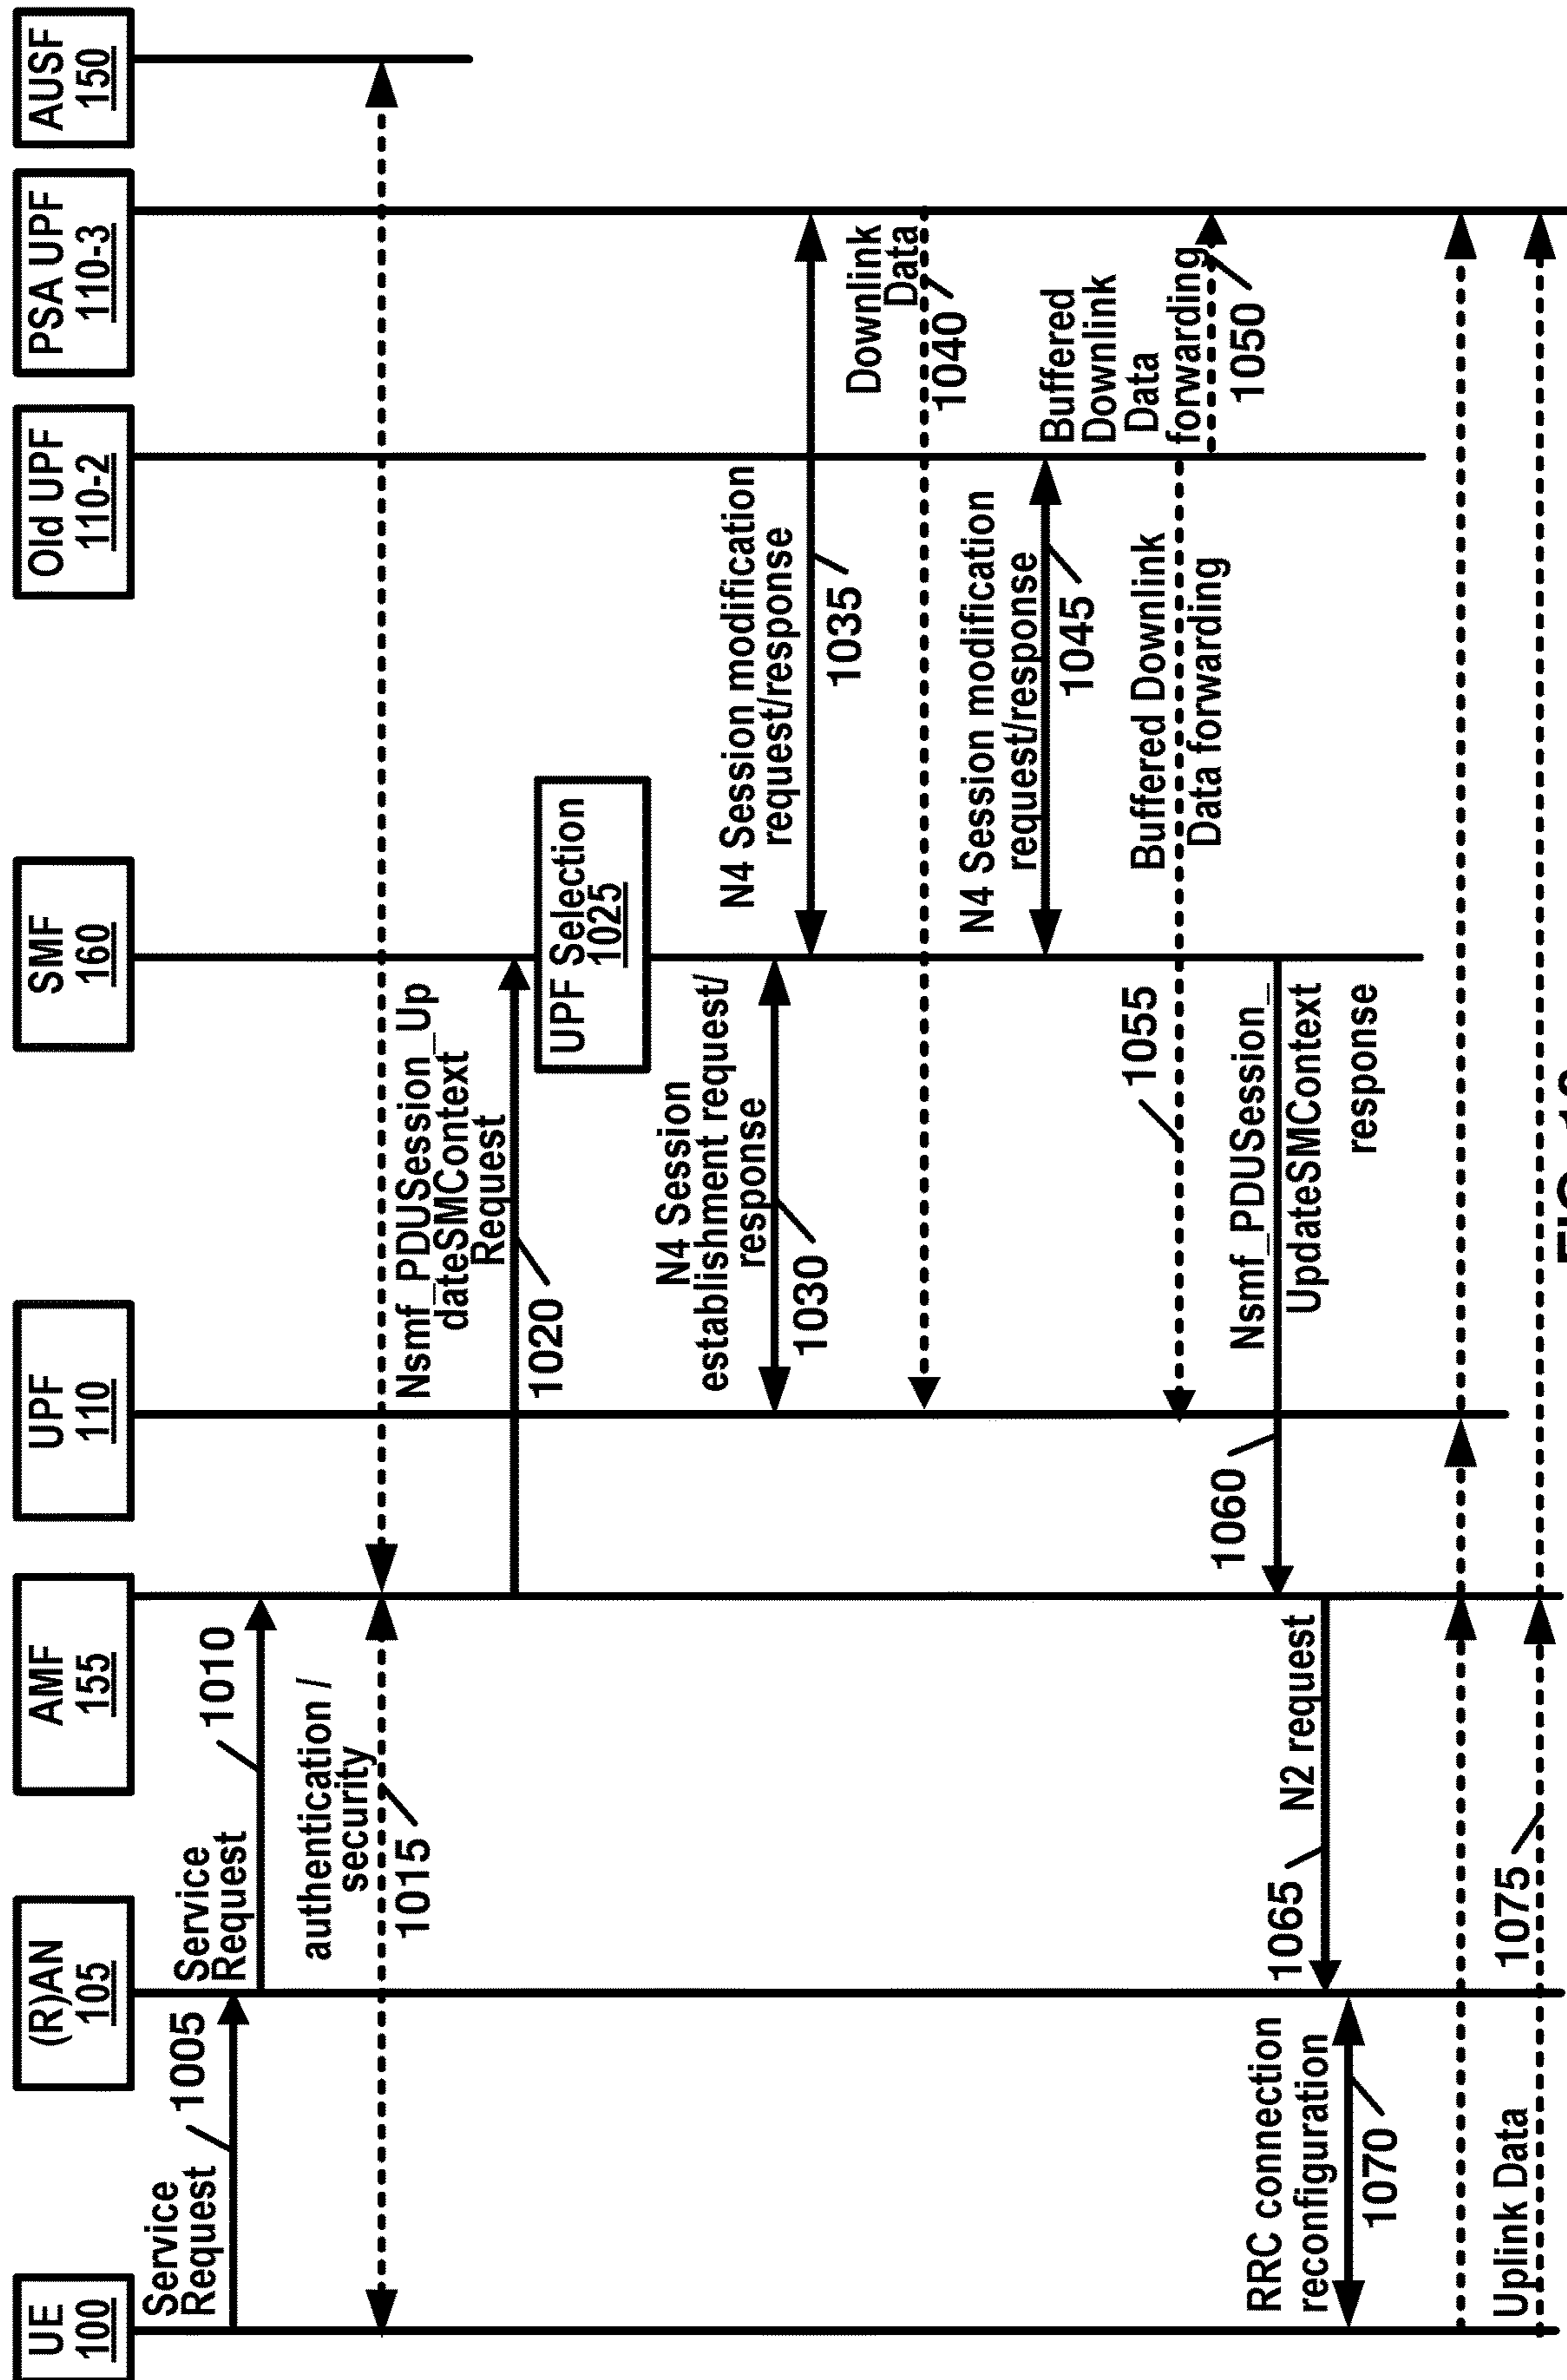 UE
100
(R)AN
105
AMF
155
UPF
110
SMF
160
Old UPF
110-2
PSA UPF
110-3
AUSF
150
Service
Request
1005
Service
Request
1010
authentication /
security
1015
Nsmf_PDUSession_Up
dateSMContext
Request
1020
UPF Selection
1025
N4 Session
establishment request/
response
1030
N4 Session modification
request/response
1035
Downlink
Data
1040
N4 Session modification
request/response
1045
Buffered
Downlink
Data
forwarding
1050
Buffered Downlink
Data forwarding
1055
Nsmf_PDUSession_
UpdateSMContext
response
1060
N2 request
1065
RRC connection
reconfiguration
1070
Uplink Data
1075